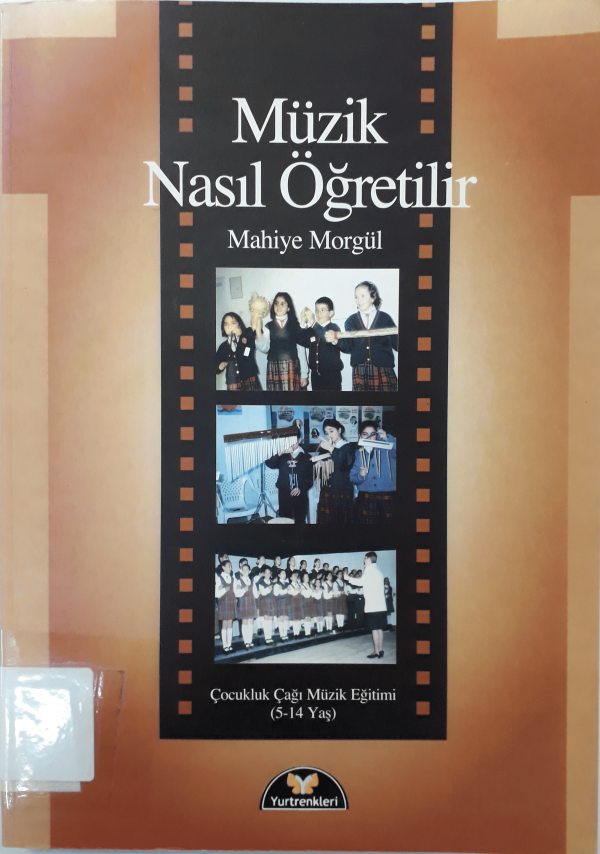 Müzik
Nasıl Öğretilir
Mahiye Morgül
Çocukluk Çağı Müzik Eğitimi
(5-14 Yaş)
Yurtrenkleri